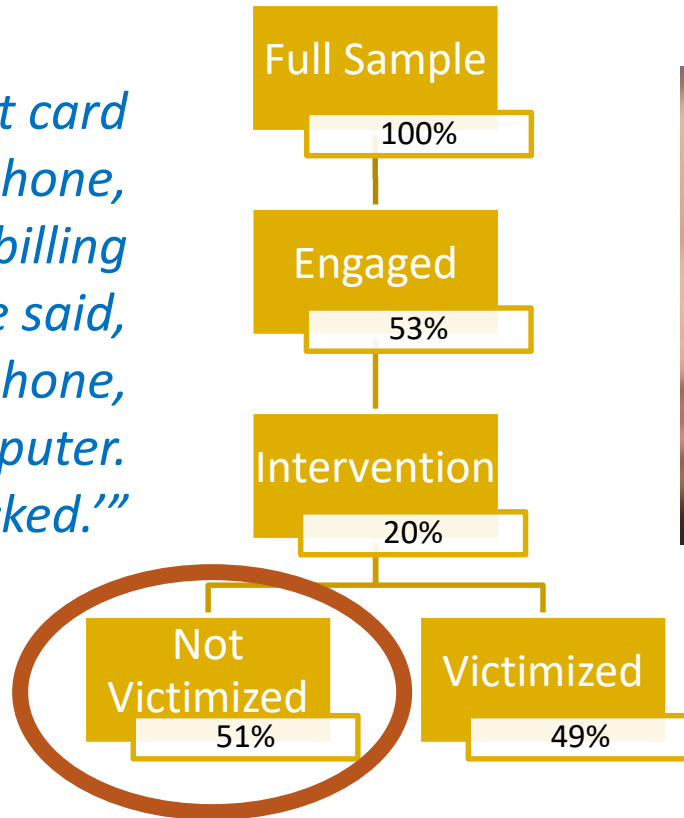 t card
hone,
billing
e said,
hone,
puter.
ked.'”
Full Sample
100%
Engaged
53%
Intervention
20%
Not
Victimized
51%
Victimized
49%